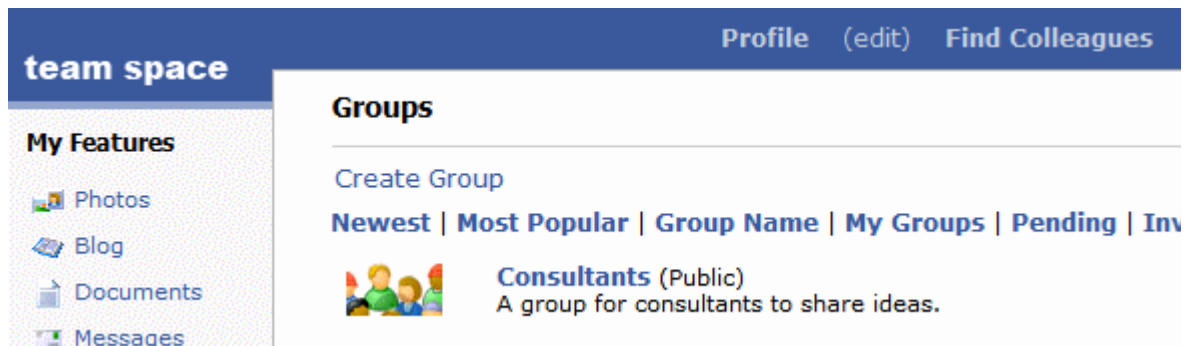 Profile (edit) Find Colleagues
team space
Groups
My Features
Create Group
Photos
Newest | Most Popular | Group Name | My Groups | Pending | Inv
Blog
Consultants (Public)
A group for consultants to share ideas.
Documents
Messages